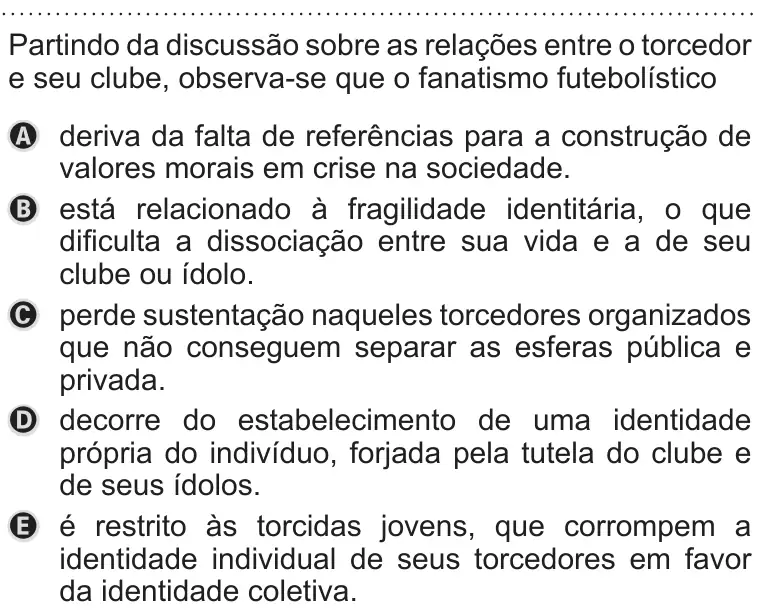 Partindo da discussão sobre as relações entre o torcedor
e seu clube, observa-se que o fanatismo futebolístico
A deriva da falta de referências para a construção de
valores morais em crise na sociedade.
B está relacionado à fragilidade identitária, o que
dificulta a dissociação entre sua vida e a de seu
clube ou ídolo.
C perde sustentação naqueles torcedores organizados
que não conseguem separar as esferas pública e
privada.
D decorre do estabelecimento de uma identidade
própria do indivíduo, forjada pela tutela do clube e
de seus ídolos.
E é restrito às torcidas jovens, que corrompem a
identidade individual de seus torcedores em favor
da identidade coletiva.